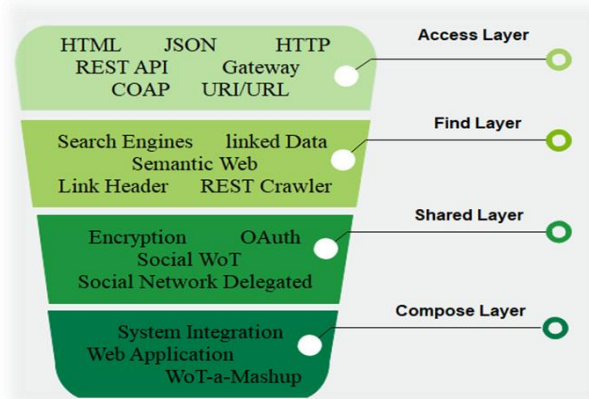 HTML JSON HTTP
REST API Gateway
COAP URI/URL
Access Layer
Search Engines linked Data
Semantic Web
Link Header REST Crawler
Find Layer
Encryption OAuth
Social WoT
Social Network Delegated
Shared Layer
System Integration
Web Application
WoT-a-Mashup
Compose Layer